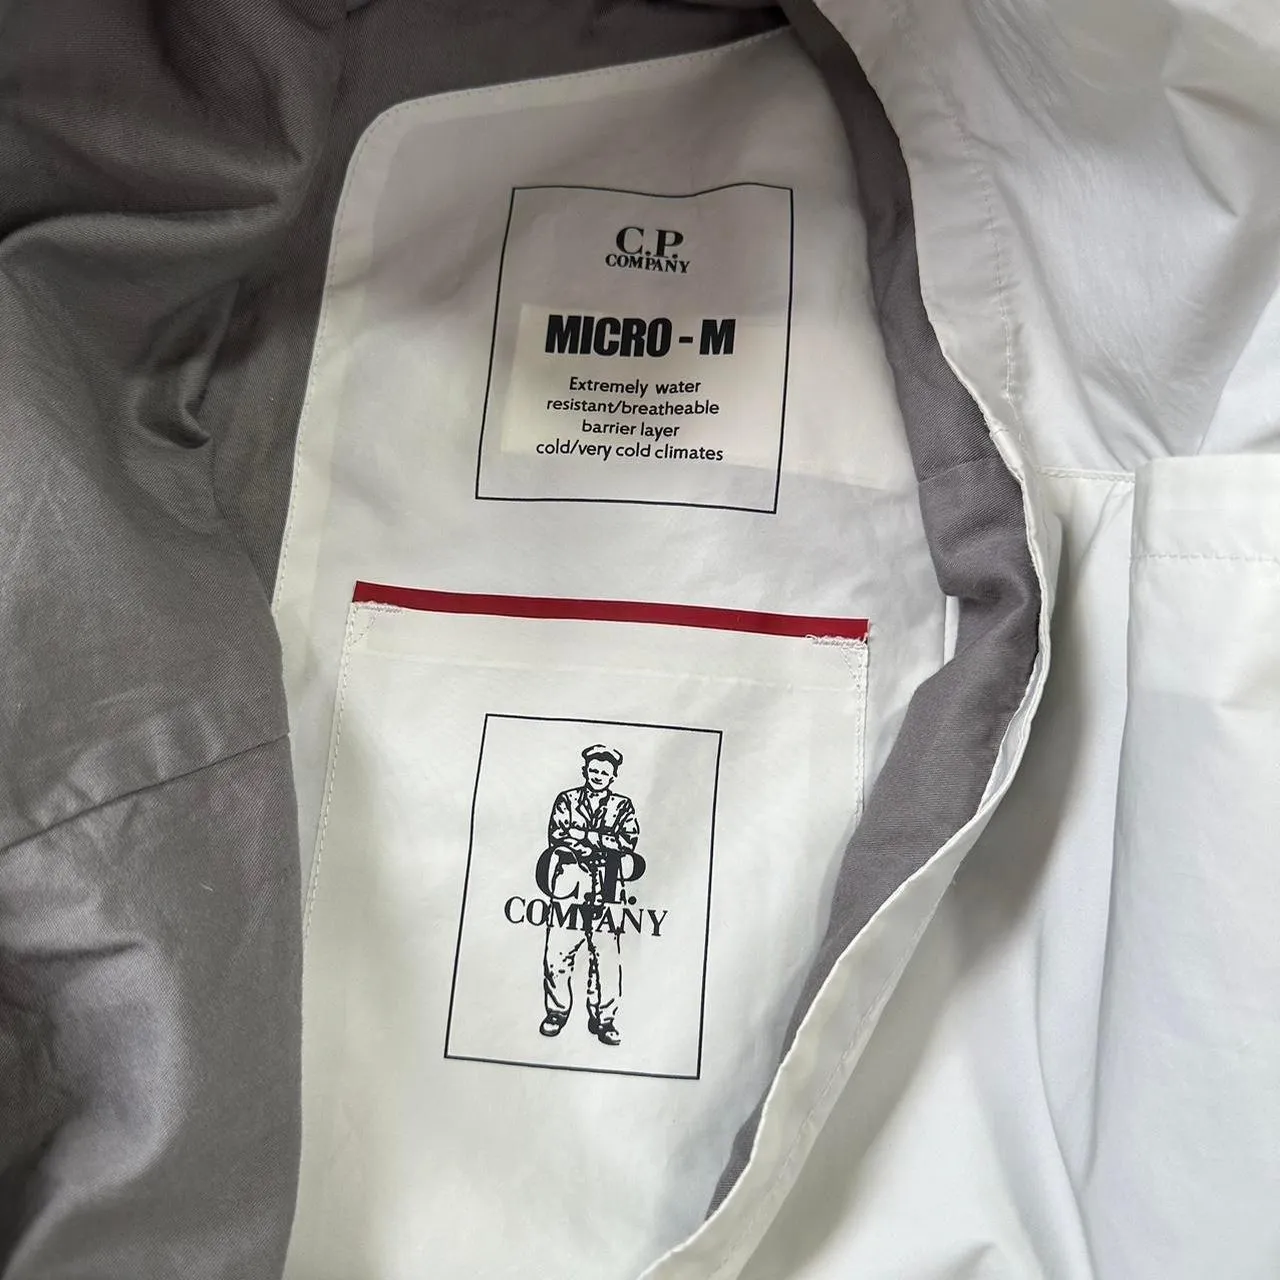 C.P.
COMPANY
MICRO - M
Extremely water
resistant/breatheable
barrier layer
cold/very cold climates
C.P.
COMPANY